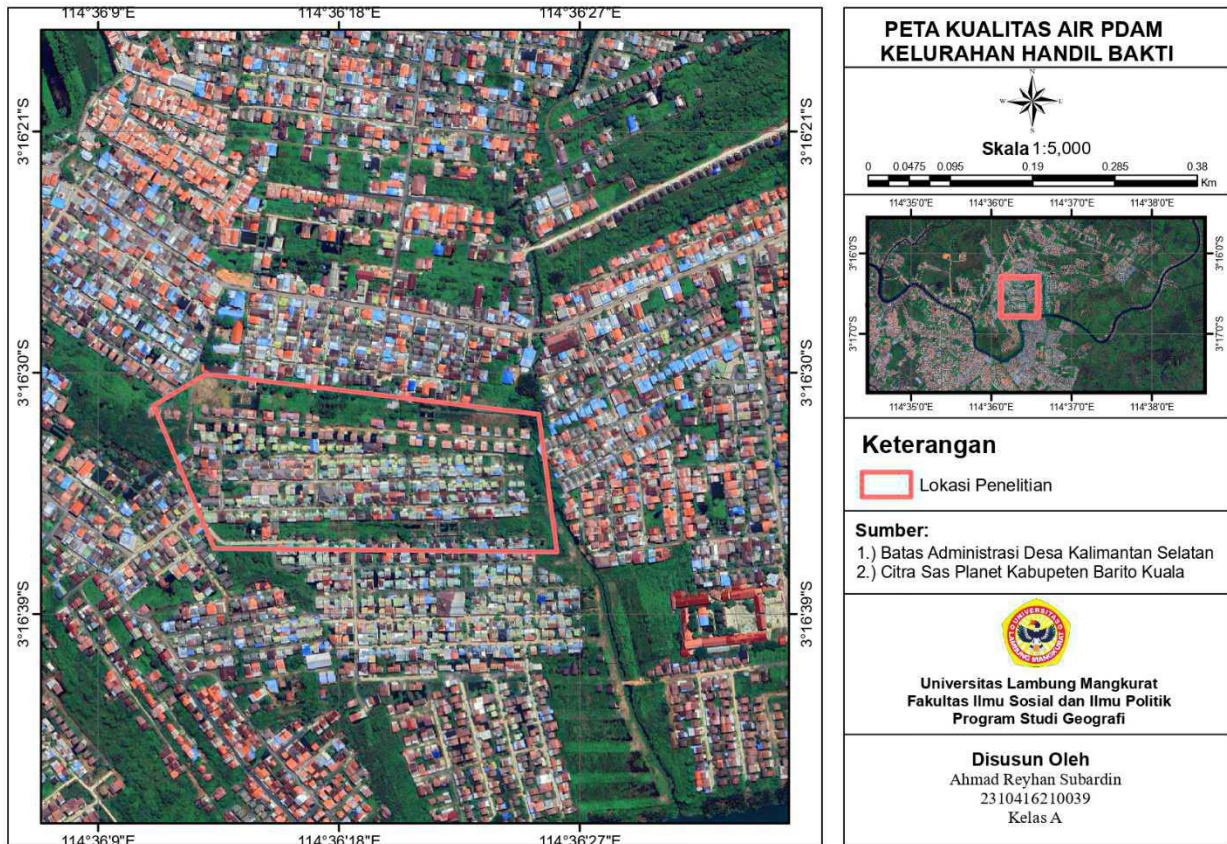 114°36'9"E 114°36'18"E 114°36'27"E
3°16'21"S 3°16'21"S
3°16'30"S 3°16'30"S
3°16'39"S 3°16'39"S
114°36'9"E 114°36'18"E 114°36'27"E
PETA KUALITAS AIR PDAM
KELURAHAN HANDIL BAKTI
N
W E
S
Skala 1:5,000
0 0.0475 0.095 0.19 0.285 0.38
Km
114°35'0"E 114°36'0"E 114°37'0"E 114°38'0"E
3°16'0"S 3°16'0"S
3°17'0"S 3°17'0"S
114°35'0"E 114°36'0"E 114°37'0"E 114°38'0"E
Keterangan
Lokasi Penelitian
Sumber:
1.) Batas Administrasi Desa Kalimantan Selatan
2.) Citra Sas Planet Kabupeten Barito Kuala
UNIVERSITAS
LAMBUNG MANGKURAT
Universitas Lambung Mangkurat
Fakultas Ilmu Sosial dan Ilmu Politik
Program Studi Geografi
Disusun Oleh
Ahmad Reyhan Subardin
2310416210039
Kelas A